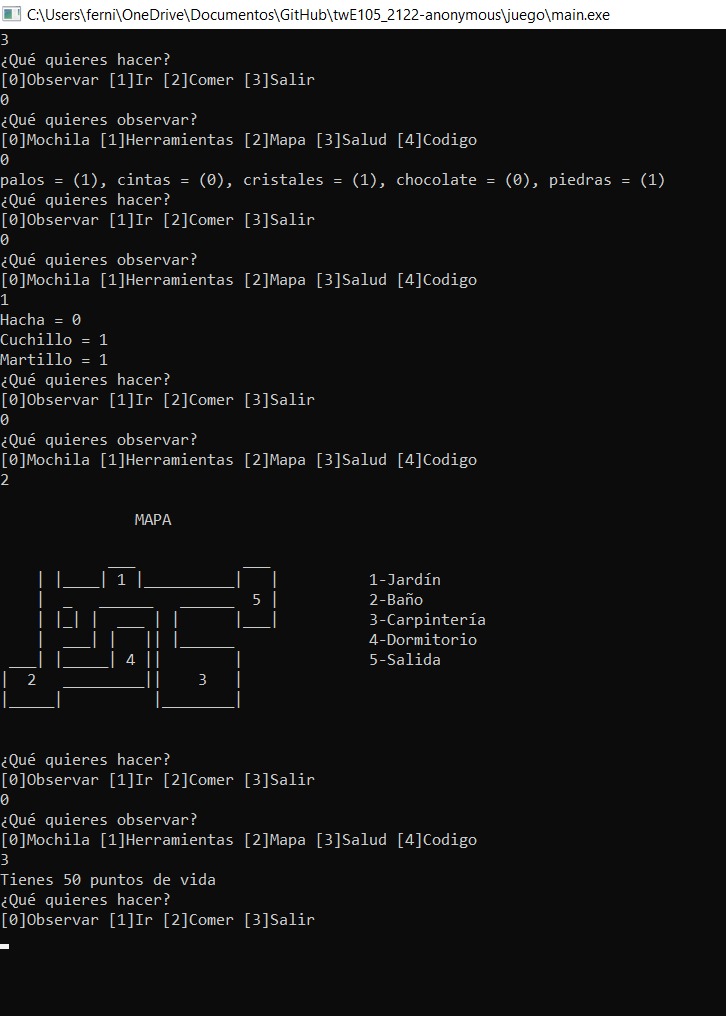 C:\Users\ferni\OneDrive\Documentos\GitHub\twE105_2122-anonymous\juego\main.exe
3
¿Qué quieres hacer?
[0]Observar [1]Ir [2]Comer [3]Salir
0
¿Qué quieres observar?
[0]Mochila [1]Herramientas [2]Mapa [3]Salud [4]Codigo
0
palos = (1), cintas = (0), cristales = (1), chocolate = (0), piedras = (1)
¿Qué quieres hacer?
[0]Observar [1]Ir [2]Comer [3]Salir
0
¿Qué quieres observar?
[0]Mochila [1]Herramientas [2]Mapa [3]Salud [4]Codigo
1
Hacha = 0
Cuchillo = 1
Martillo = 1
¿Qué quieres hacer?
[0]Observar [1]Ir [2]Comer [3]Salir
0
¿Qué quieres observar?
[0]Mochila [1]Herramientas [2]Mapa [3]Salud [4]Codigo
2
MAPA
1 1-Jardín
5 2-Baño
3-Carpintería
4-Dormitorio
4 5-Salida
2 3
¿Qué quieres hacer?
[0]Observar [1]Ir [2]Comer [3]Salir
0
¿Qué quieres observar?
[0]Mochila [1]Herramientas [2]Mapa [3]Salud [4]Codigo
3
Tienes 50 puntos de vida
¿Qué quieres hacer?
[0]Observar [1]Ir [2]Comer [3]Salir